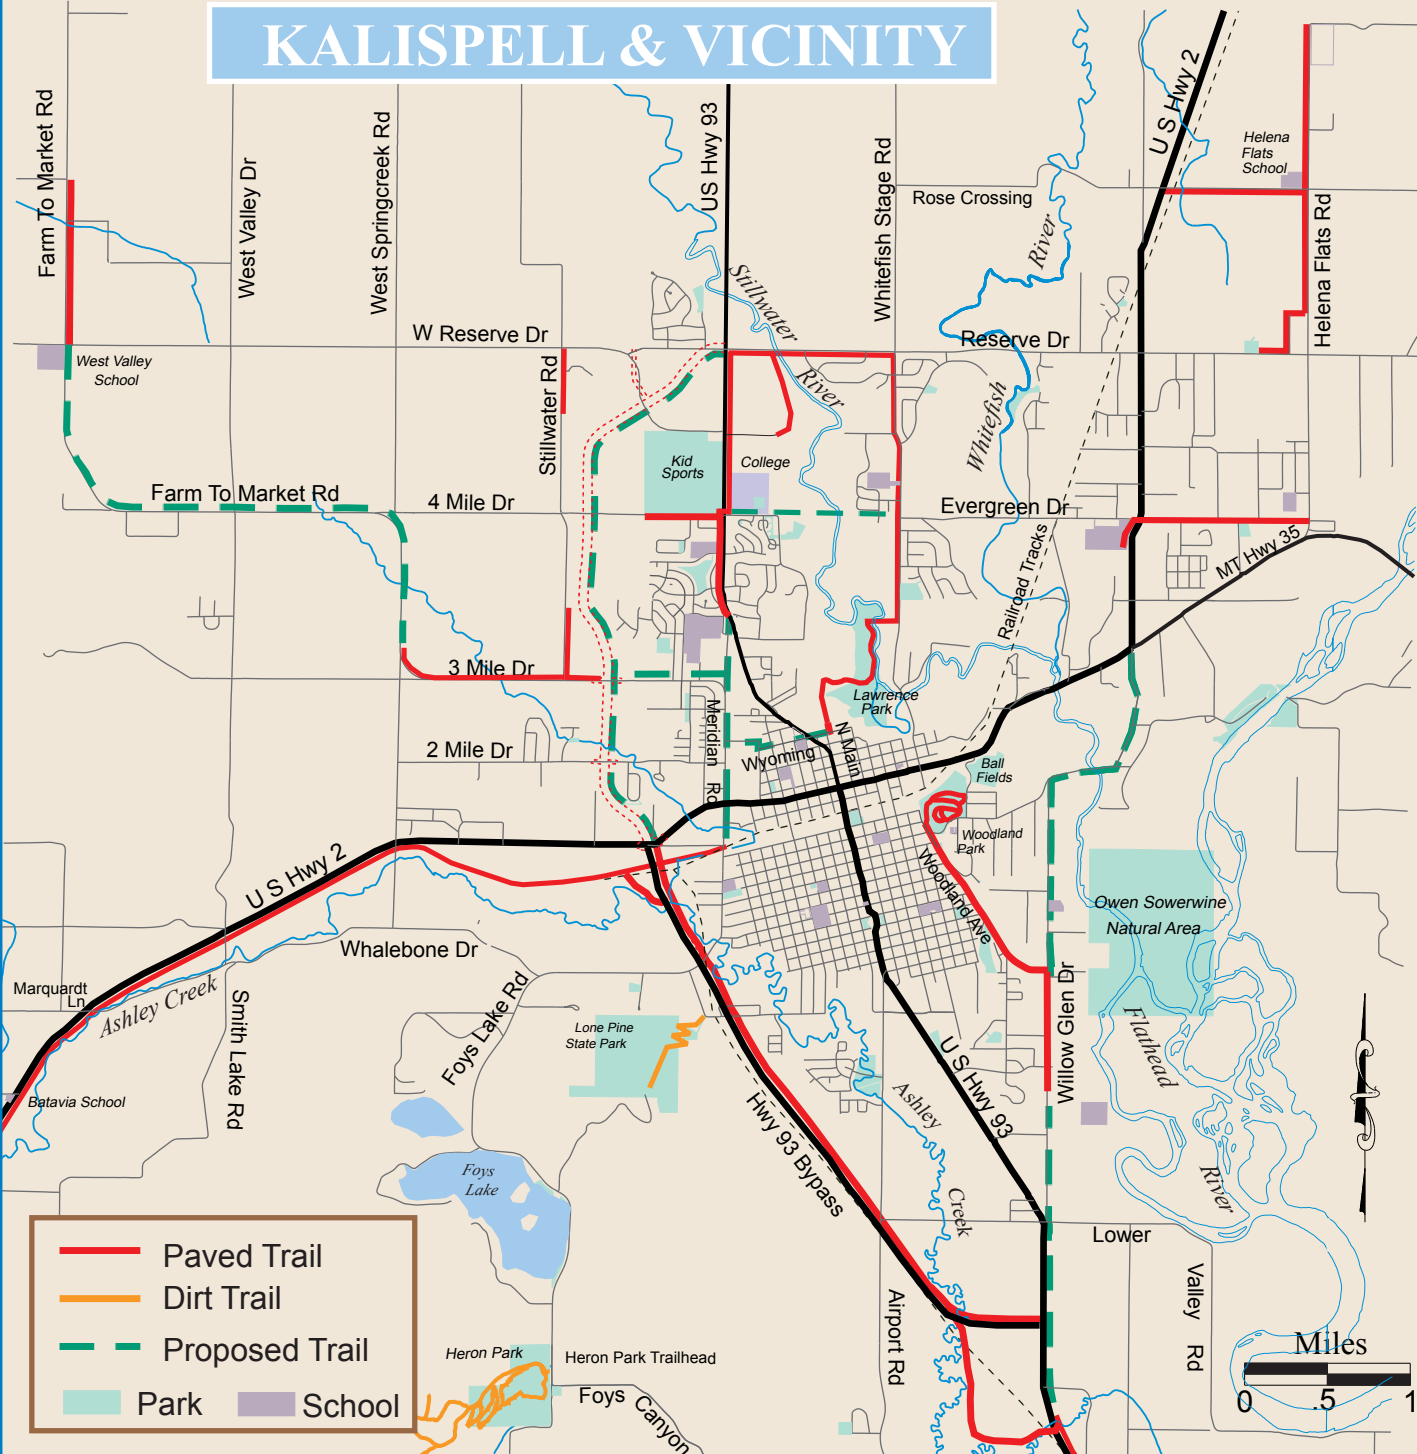 KALISPELL & VICINITY
Farm To Market Rd
West Valley Dr
West Springcreek Rd
US Hwy 93
Whitefish Stage Rd
U S Hwy 2
Helena
Flats
School
Rose Crossing
River
Helena Flats Rd
Stillwater
River
W Reserve Dr
Reserve Dr
West Valley
School
Stillwater Rd
Whitefish
Kid
Sports
College
Farm To Market Rd
4 Mile Dr
Evergreen Dr
MT Hwy 35
Railroad Tracks
3 Mile Dr
Lawrence
Park
Meridian Rd
N Main
2 Mile Dr
Wyoming
Ball
Fields
Woodland
Park
U S Hwy 2
Woodland Ave
Owen Sowerwine
Natural Area
Whalebone Dr
Marquardt
Ln
Ashley Creek
Smith Lake Rd
Foys Lake Rd
Willow Glen Dr
Flathead
Lone Pine
State Park
U S Hwy 93
Batavia School
Hwy 93 Bypass
Ashley
Creek
Foys
Lake
River
Lower
Valley
Rd
Airport Rd
Paved Trail
Dirt Trail
Proposed Trail
Park
School
Heron Park
Heron Park Trailhead
Foys Canyon
Miles
0 .5 1